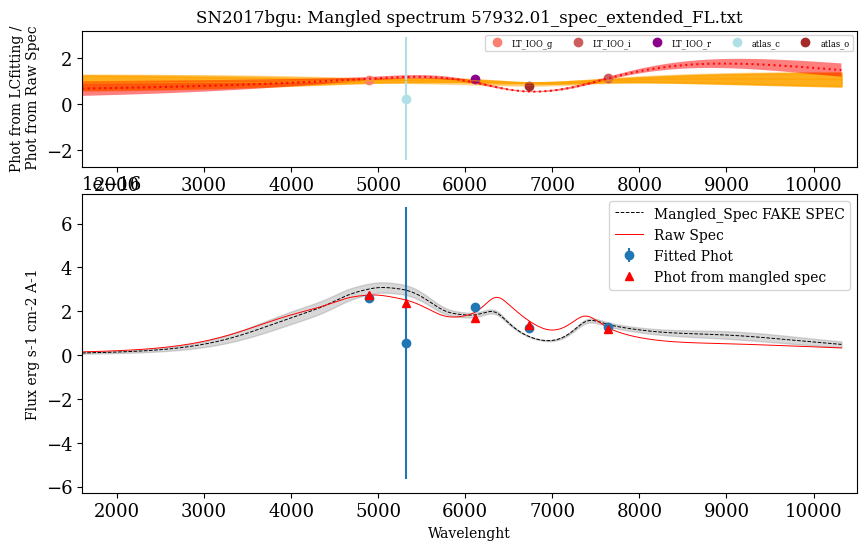 SN2017bgu: Mangled spectrum 57932.01_spec_extended_FL.txt
Phot from LCfitting /
Phot from Raw Spec
2
0
−2
LT_IOO_g
LT_IOO_i
LT_IOO_r
atlas_c
atlas_o
2000 3000 4000 5000 6000 7000 8000 9000 10000
Flux erg s-1 cm-2 A-1
6
4
2
0
−2
−4
−6
Mangled_Spec FAKE SPEC
Raw Spec
Fitted Phot
Phot from mangled spec
2000 3000 4000 5000 6000 7000 8000 9000 10000
Wavelenght